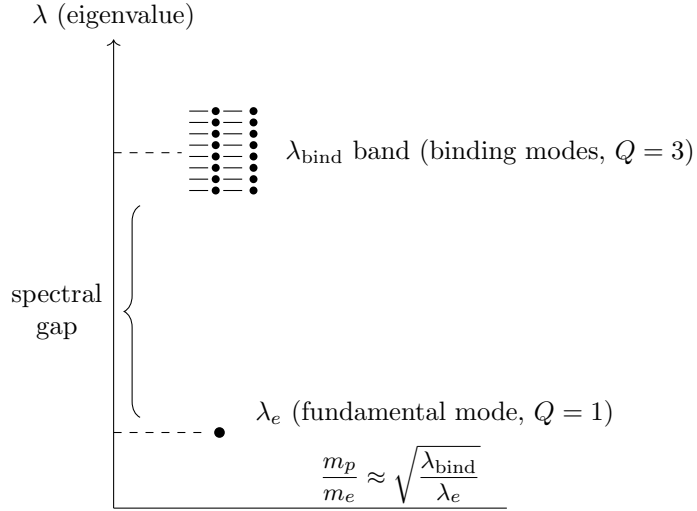 λ (eigenvalue)
λ_bind band (binding modes, Q = 3)
spectral
gap
λ_e (fundamental mode, Q = 1)
m_p/m_e ≈ √(λ_bind/λ_e)